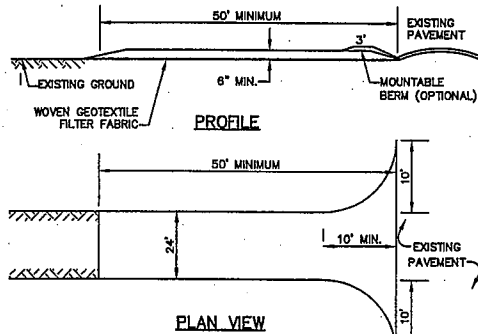 50' MINIMUM
EXISTING
PAVEMENT
3'
EXISTING GROUND
6" MIN.
MOUNTABLE
BERM (OPTIONAL)
WOVEN GEOTEXTILE
FILTER FABRIC
PROFILE
50' MINIMUM
10'
24'
10' MIN.
EXISTING
PAVEMENT
10'
PLAN VIEW